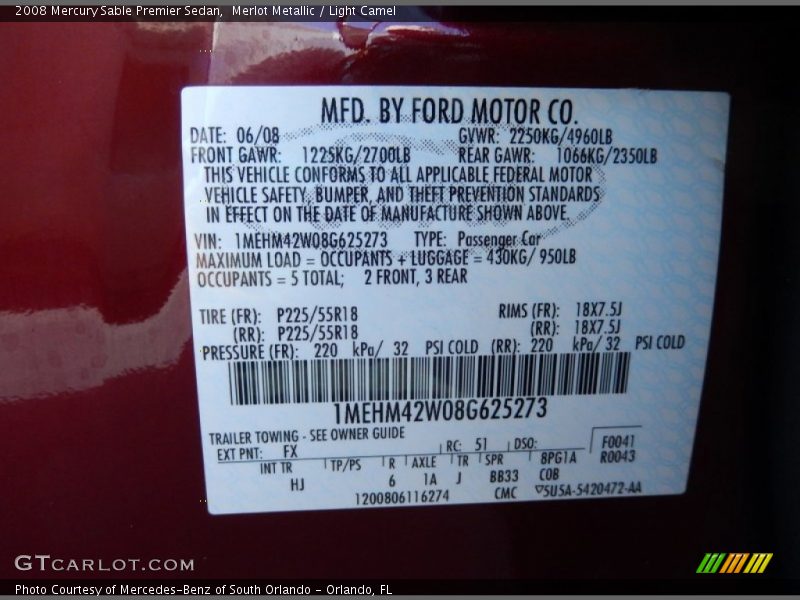 2008 Mercury Sable Premier Sedan,  Merlot Metallic / Light Camel
MFD. BY FORD MOTOR CO.
DATE: 06/08 GVWR: 2250KG/4960LB
FRONT GAWR: 1225KG/2700LB REAR GAWR: 1066KG/2350LB
THIS VEHICLE CONFORMS TO ALL APPLICABLE FEDERAL MOTOR
VEHICLE SAFETY, BUMPER, AND THEFT PREVENTION STANDARDS
IN EFFECT ON THE DATE OF MANUFACTURE SHOWN ABOVE.
VIN: 1MEHM42W08G625273 TYPE: Passenger Car
MAXIMUM LOAD = OCCUPANTS + LUGGAGE = 430KG/ 950LB
OCCUPANTS = 5 TOTAL; 2 FRONT, 3 REAR
TIRE (FR): P225/55R18 RIMS (FR): 18X7.5J
(RR): P225/55R18 (RR): 18X7.5J
PRESSURE (FR): 220 kPa/ 32 PSI COLD (RR): 220 kPa/ 32 PSI COLD
1MEHM42W08G625273
TRAILER TOWING - SEE OWNER GUIDE
EXT PNT: FX RC: 51 DSO: F0041
INT TR TP/PS R AXLE TR SPR 8PG1A R0043
HJ 6 1A J BB33 COB
1200806116274 CMC ▽5U5A-5420472-AA
GTCARLOT.COM
Photo Courtesy of Mercedes-Benz of South Orlando - Orlando, FL